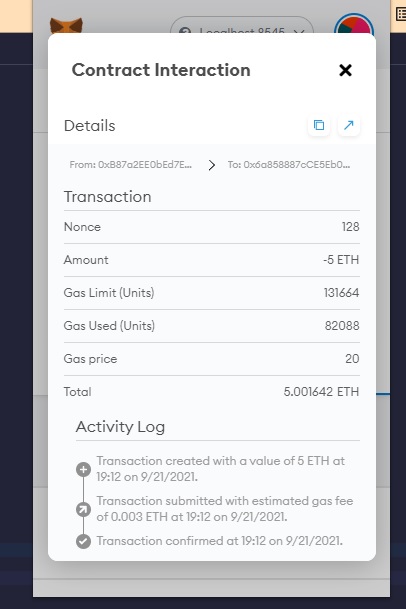 Localhost 8545
Contract Interaction
Details
From: 0xB87a2EE0bEd7E... To: 0x6a858887cCE5Eb0...
Transaction
Nonce 128
Amount -5 ETH
Gas Limit (Units) 131664
Gas Used (Units) 82088
Gas price 20
Total 5.001642 ETH
Activity Log
Transaction created with a value of 5 ETH at
19:12 on 9/21/2021.
Transaction submitted with estimated gas fee
of 0.003 ETH at 19:12 on 9/21/2021.
Transaction confirmed at 19:12 on 9/21/2021.